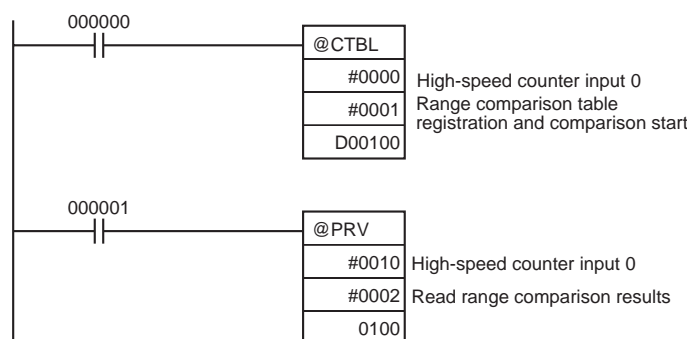 000000
@CTBL
#0000 High-speed counter input 0
#0001 Range comparison table
registration and comparison start
D00100
000001
@PRV
#0010 High-speed counter input 0
#0002 Read range comparison results
0100